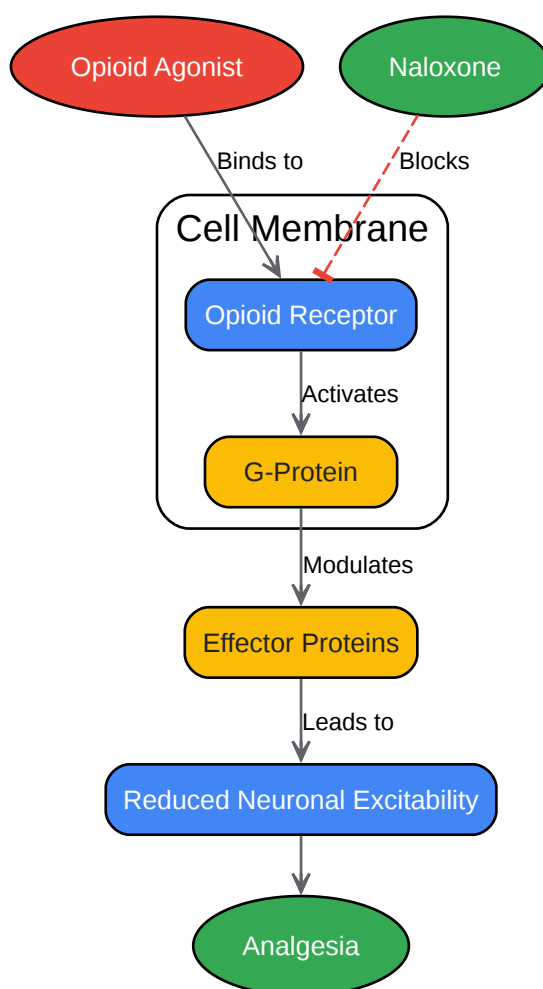 Opioid Agonist
Naloxone
Binds to
Blocks
Cell Membrane
Opioid Receptor
Activates
G-Protein
Modulates
Effector Proteins
Leads to
Reduced Neuronal Excitability
Analgesia